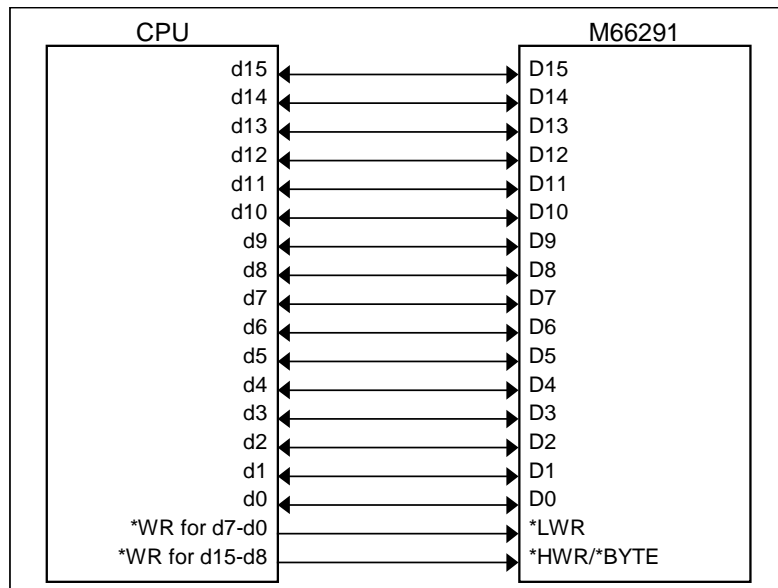 CPU M66291
d15 D15
d14 D14
d13 D13
d12 D12
d11 D11
d10 D10
d9 D9
d8 D8
d7 D7
d6 D6
d5 D5
d4 D4
d3 D3
d2 D2
d1 D1
d0 D0
*WR for d7-d0 *LWR
*WR for d15-d8 *HWR/*BYTE